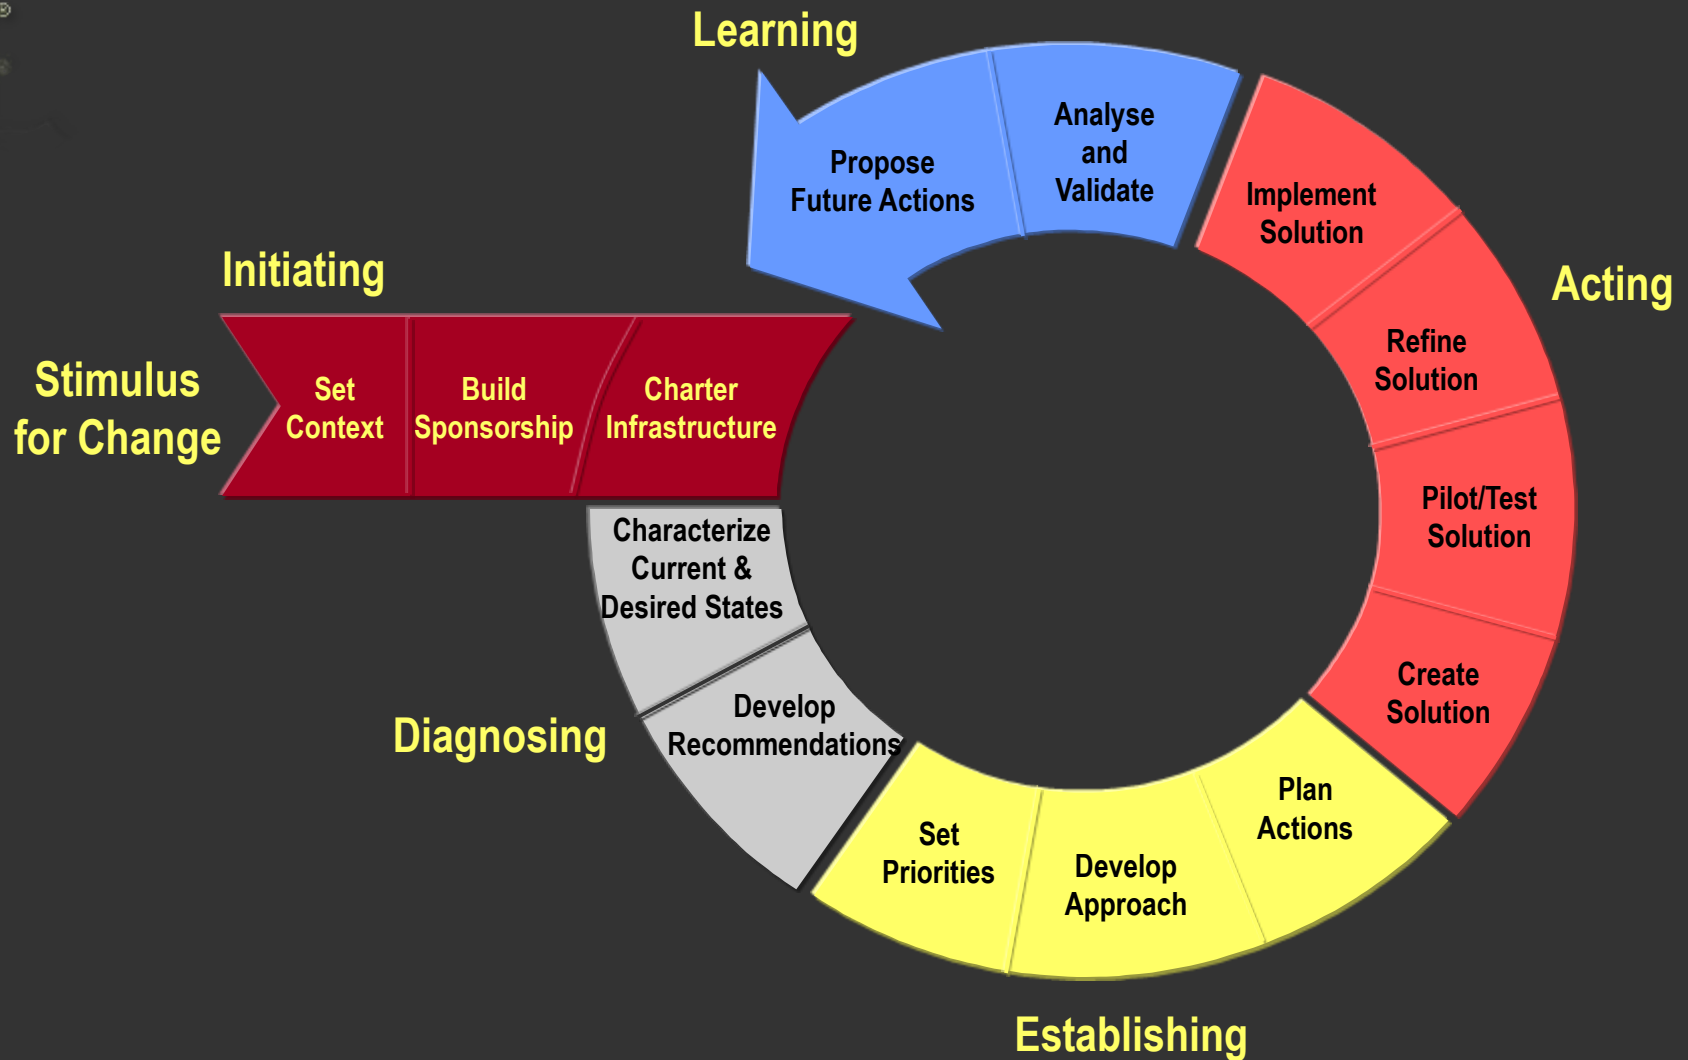 Learning
Analyse
and
Validate
Propose
Future Actions
Implement
Solution
Initiating
Acting
Refine
Solution
Stimulus
for Change
Set
Context
Build
Sponsorship
Charter
Infrastructure
Pilot/Test
Solution
Characterize
Current &
Desired States
Create
Solution
Develop
Recommendations
Diagnosing
Plan
Actions
Set
Priorities
Develop
Approach
Establishing